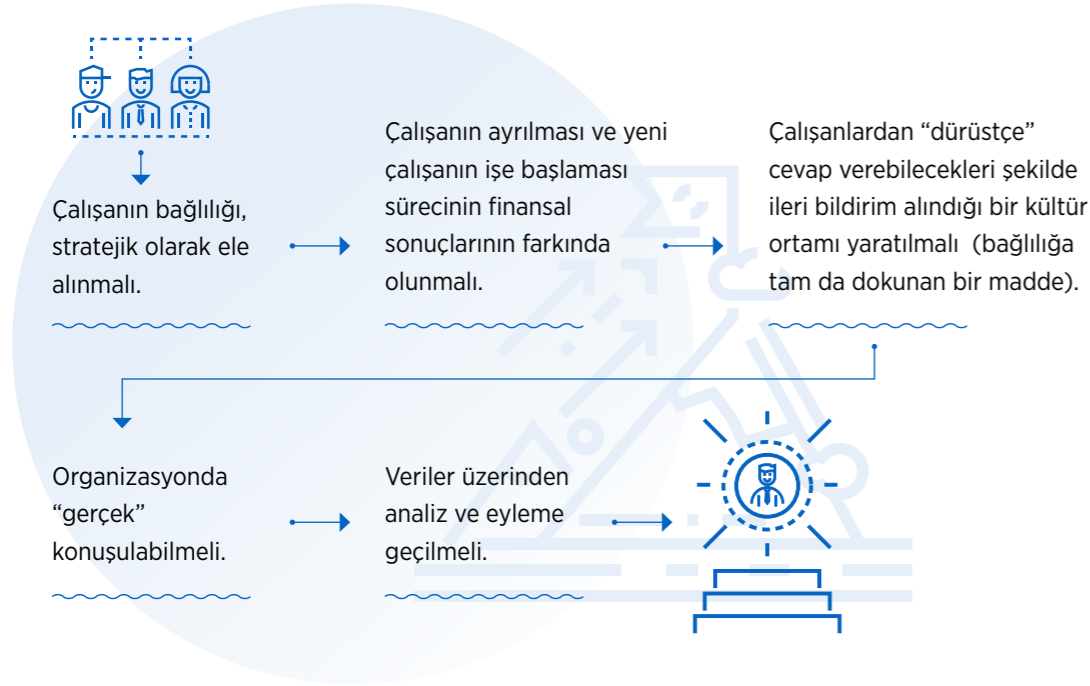 Çalışanın bağlılığı,
stratejik olarak ele
alınmalı.
Çalışanın ayrılması ve yeni
çalışanın işe başlaması
sürecinin finansal
sonuçlarının farkında
olunmalı.
Çalışanlardan “dürüstçe”
cevap verebilecekleri şekilde
ileri bildirim alındığı bir kültür
ortamı yaratılmalı (bağlılığa
tam da dokunan bir madde).
Organizasyonda
“gerçek”
konuşulabilmeli.
Veriler üzerinden
analiz ve eyleme
geçilmeli.